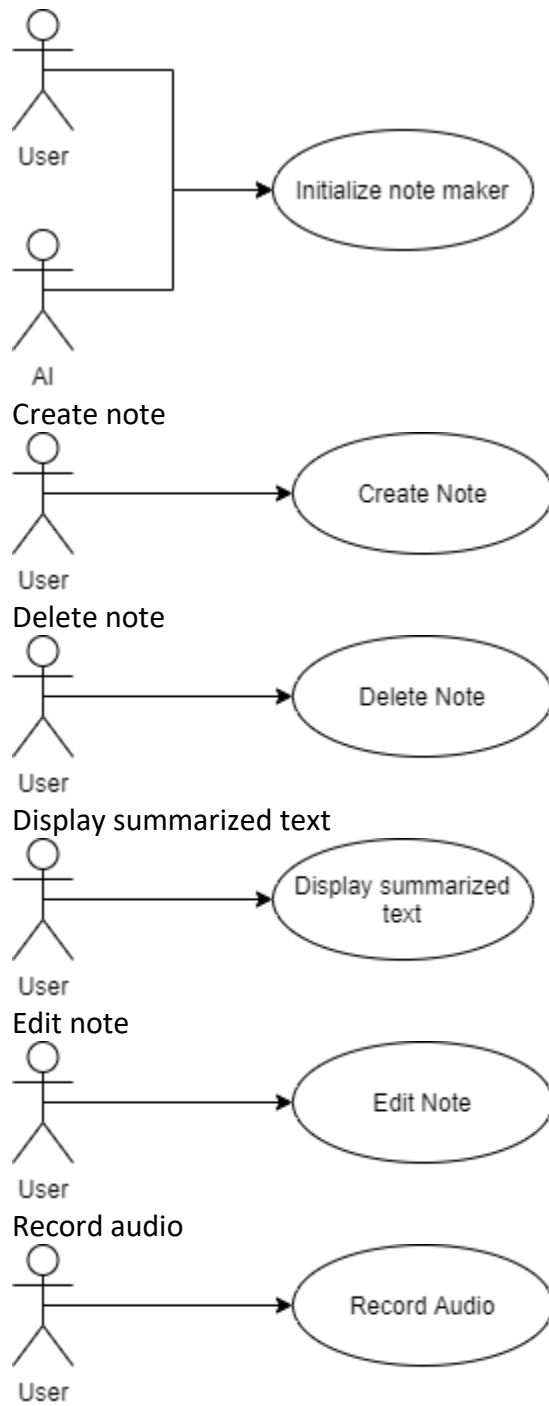 User
Initialize note maker
AI
Create note
Create Note
User
Delete note
Delete Note
User
Display summarized text
Display summarized
text
User
Edit note
Edit Note
User
Record audio
Record Audio
User